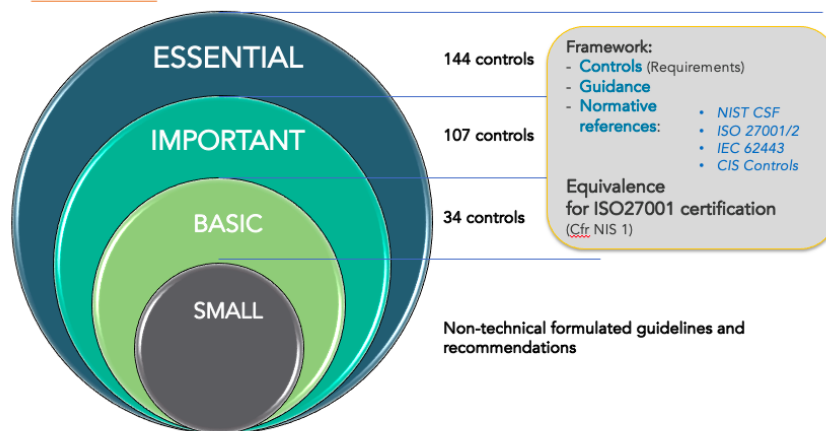 ESSENTIAL
144 controls
IMPORTANT
107 controls
BASIC
34 controls
SMALL
Non-technical formulated guidelines and
recommendations
Framework:
- Controls (Requirements)
- Guidance
- Normative
references:
• NIST CSF
• ISO 27001/2
• IEC 62443
• CIS Controls
Equivalence
for ISO27001 certification
(Cfr NIS 1)